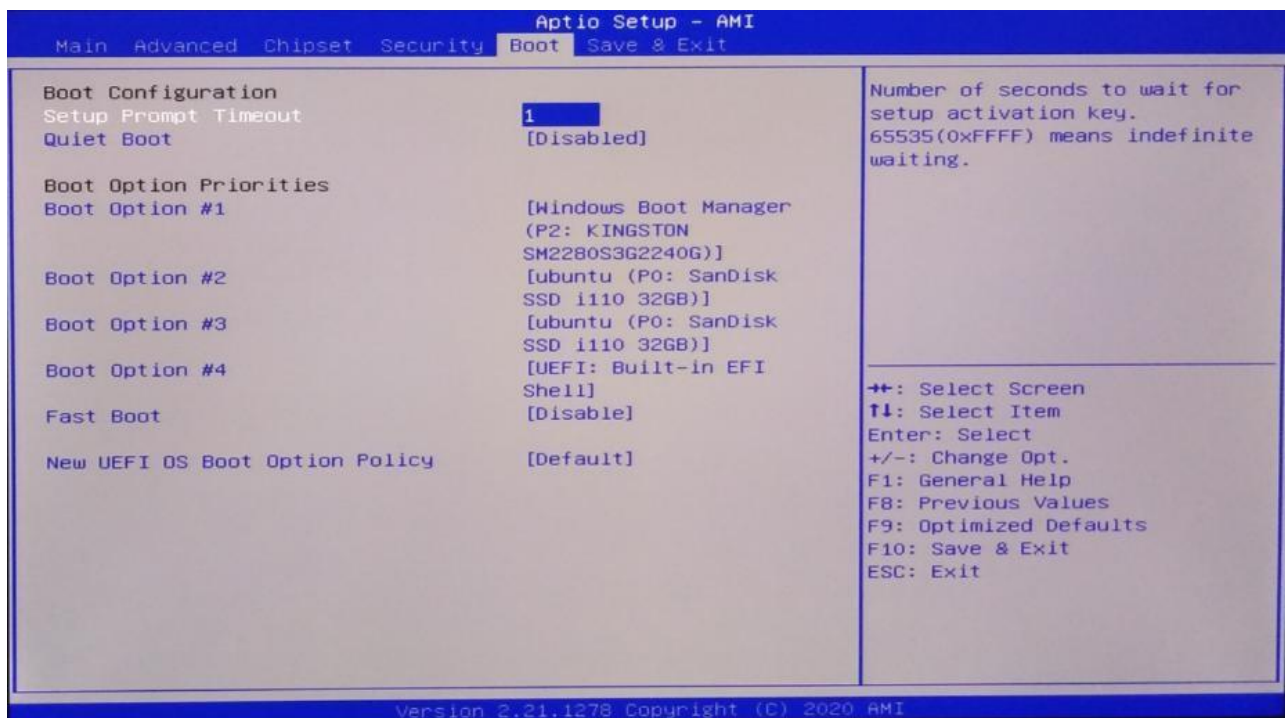 Aptio Setup - AMI
Main Advanced Chipset Security Boot Save & Exit
Boot Configuration
Setup Prompt Timeout 1
Quiet Boot [Disabled]
Boot Option Priorities
Boot Option #1 [Windows Boot Manager
(P2: KINGSTON
SM2280S3G2240G)]
Boot Option #2 [ubuntu (P0: SanDisk
SSD i110 32GB)]
Boot Option #3 [ubuntu (P0: SanDisk
SSD i110 32GB)]
Boot Option #4 [UEFI: Built-in EFI
Shell]
Fast Boot [Disable]
New UEFI OS Boot Option Policy [Default]
Number of seconds to wait for
setup activation key.
65535(0xFFFF) means indefinite
waiting.
→←: Select Screen
↑↓: Select Item
Enter: Select
+/-: Change Opt.
F1: General Help
F8: Previous Values
F9: Optimized Defaults
F10: Save & Exit
ESC: Exit
Version 2.21.1278 Copyright (C) 2020 AMI